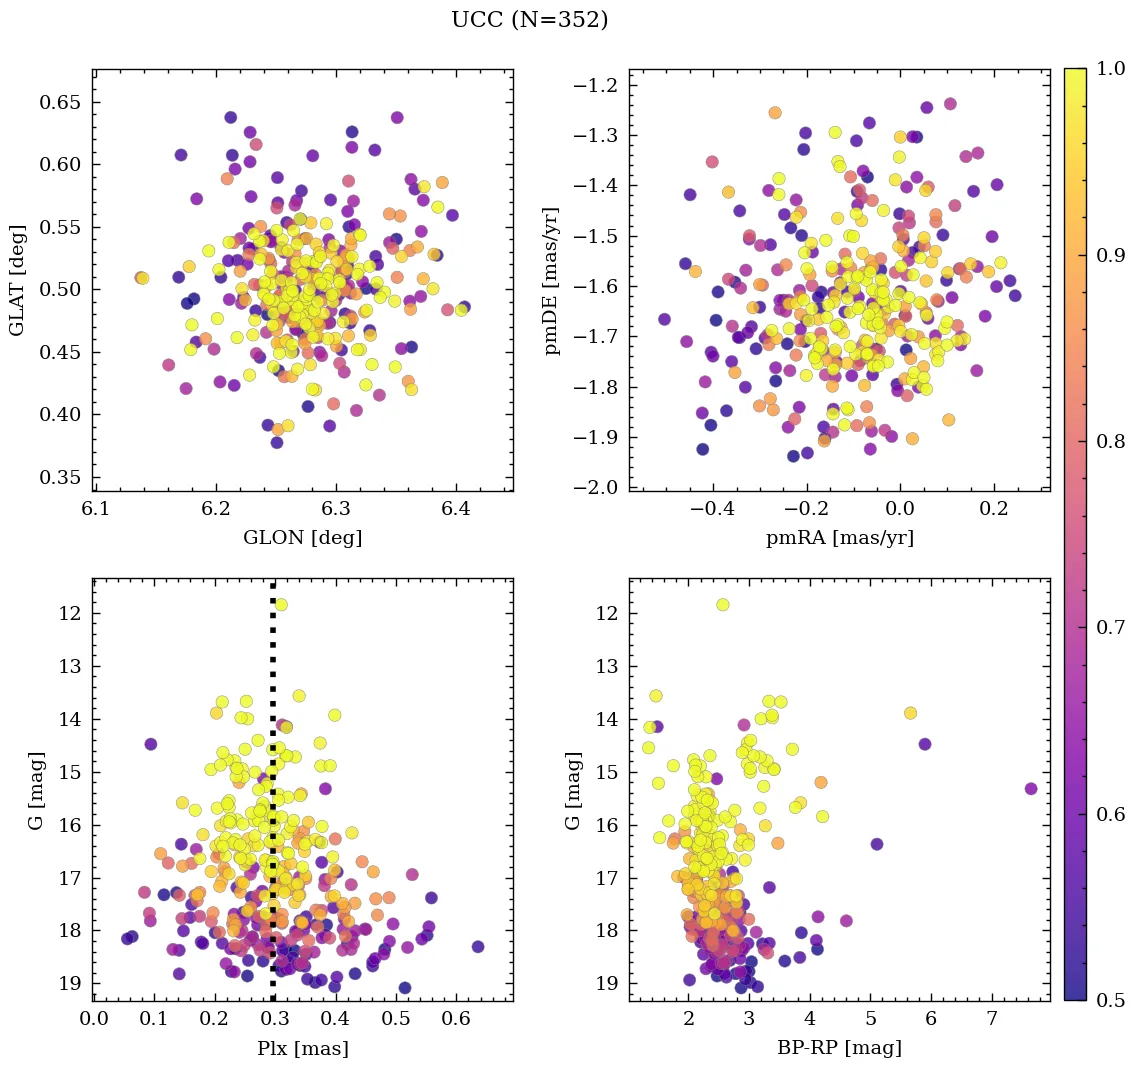 UCC (N=352)
0.65
0.60
0.55
0.50
0.45
0.40
0.35
GLAT [deg]
6.1 6.2 6.3 6.4
GLON [deg]
−1.2
−1.3
−1.4
−1.5
−1.6
−1.7
−1.8
−1.9
−2.0
pmDE [mas/yr]
−0.4 −0.2 0.0 0.2
pmRA [mas/yr]
12
13
14
15
16
17
18
19
G [mag]
0.0 0.1 0.2 0.3 0.4 0.5 0.6
Plx [mas]
12
13
14
15
16
17
18
19
G [mag]
2 3 4 5 6 7
BP-RP [mag]
1.0
0.9
0.8
0.7
0.6
0.5